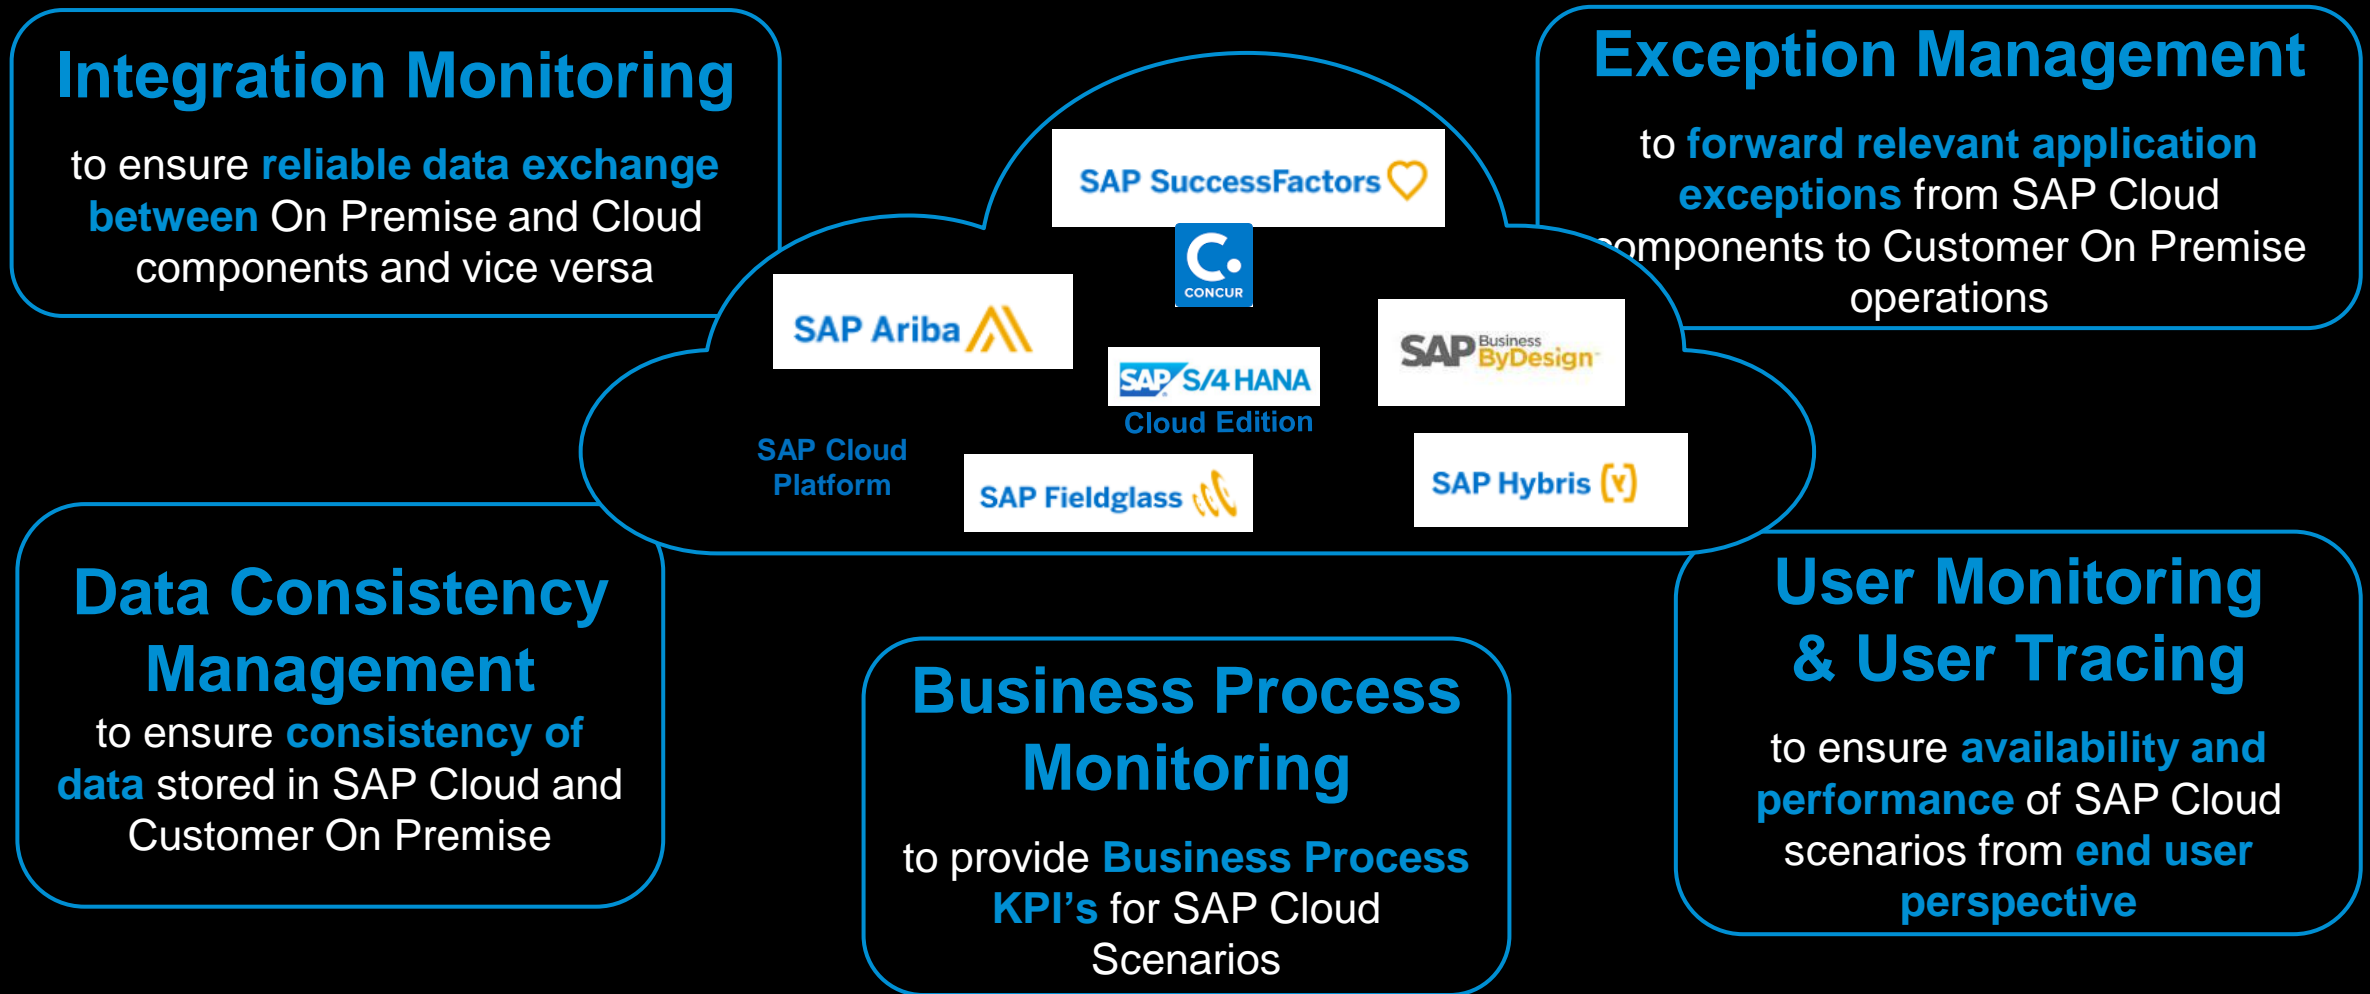 Integration Monitoring
to ensure reliable data exchange
between On Premise and Cloud
components and vice versa
Exception Management
to forward relevant application
exceptions from SAP Cloud
components to Customer On Premise
operations
SAP SuccessFactors
C.
CONCUR
SAP Ariba
SAP Business
ByDesign
SAP S/4 HANA
Cloud Edition
SAP Cloud
Platform
SAP Fieldglass
SAP Hybris (y)
Data Consistency
Management
to ensure consistency of
data stored in SAP Cloud and
Customer On Premise
Business Process
Monitoring
to provide Business Process
KPI’s for SAP Cloud
Scenarios
User Monitoring
& User Tracing
to ensure availability and
performance of SAP Cloud
scenarios from end user
perspective